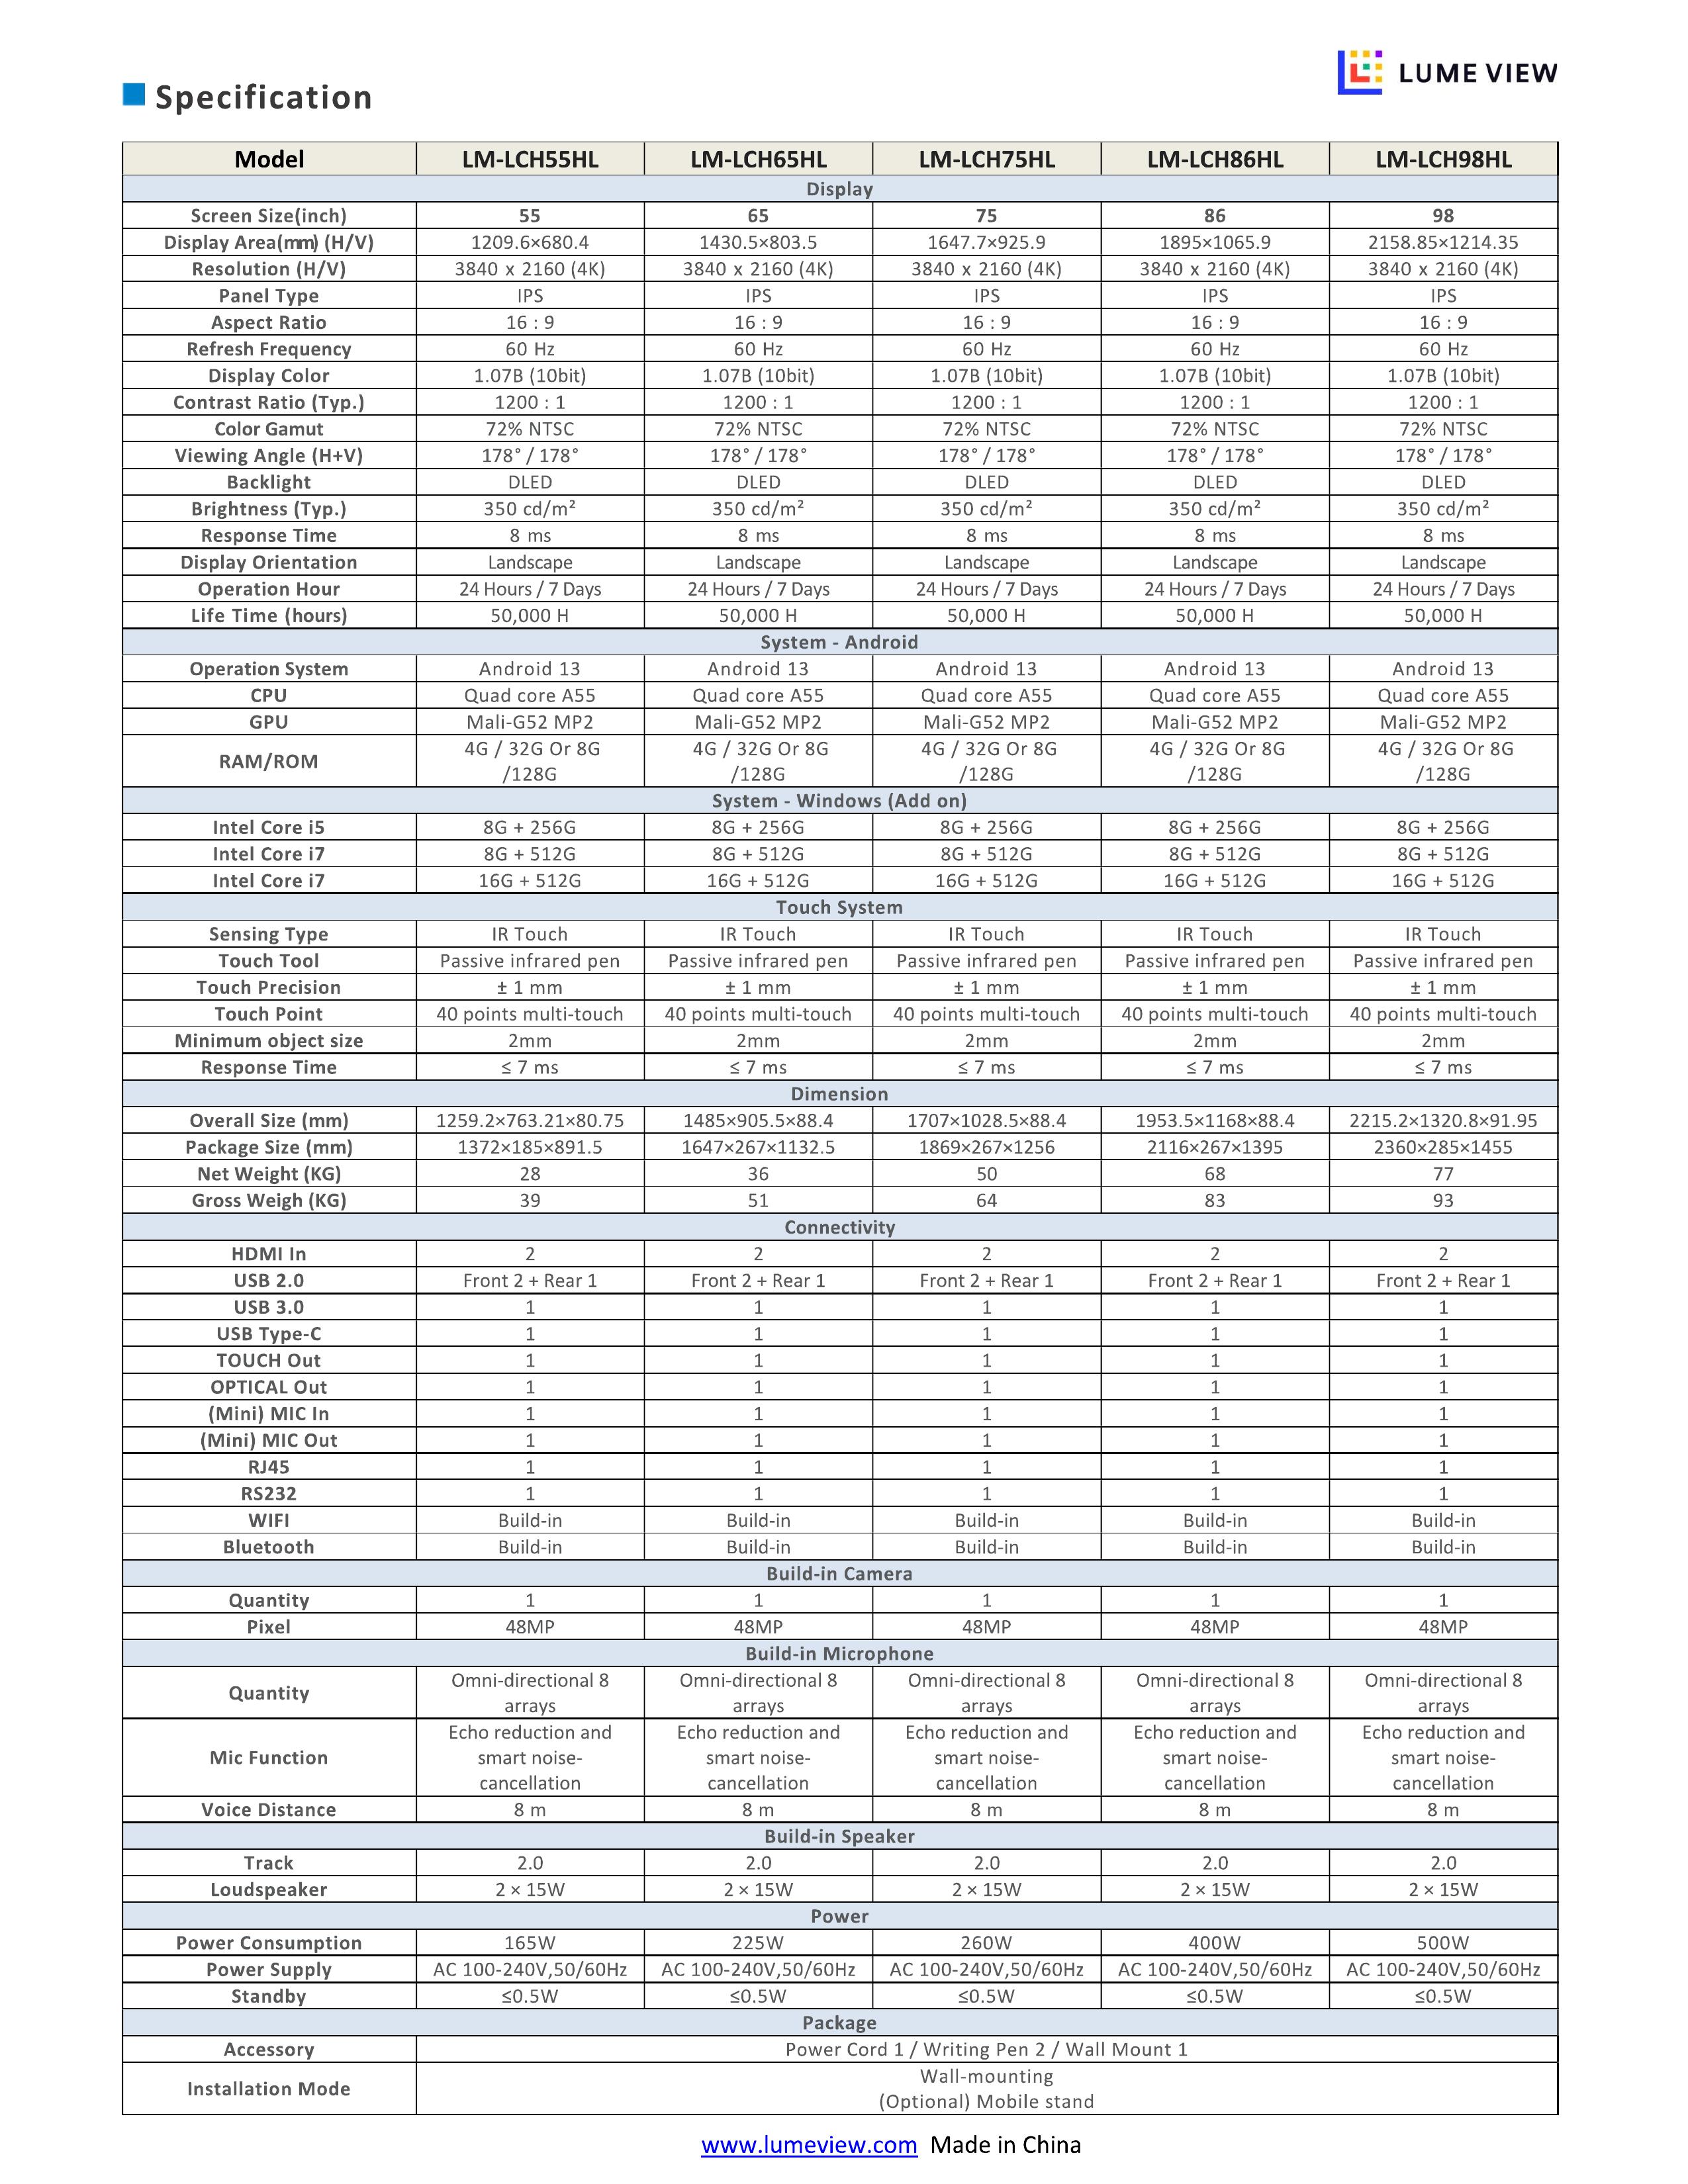 LUME VIEW
Specification
Model LM-LCH55HL LM-LCH65HL LM-LCH75HL LM-LCH86HL LM-LCH98HL
Display
Screen Size(inch) 55 65 75 86 98
Display Area(mm) (H/V) 1209.6×680.4 1430.5×803.5 1647.7×925.9 1895×1065.9 2158.85×1214.35
Resolution (H/V) 3840 x 2160 (4K) 3840 x 2160 (4K) 3840 x 2160 (4K) 3840 x 2160 (4K) 3840 x 2160 (4K)
Panel Type IPS IPS IPS IPS IPS
Aspect Ratio 16 : 9 16 : 9 16 : 9 16 : 9 16 : 9
Refresh Frequency 60 Hz 60 Hz 60 Hz 60 Hz 60 Hz
Display Color 1.07B (10bit) 1.07B (10bit) 1.07B (10bit) 1.07B (10bit) 1.07B (10bit)
Contrast Ratio (Typ.) 1200 : 1 1200 : 1 1200 : 1 1200 : 1 1200 : 1
Color Gamut 72% NTSC 72% NTSC 72% NTSC 72% NTSC 72% NTSC
Viewing Angle (H+V) 178° / 178° 178° / 178° 178° / 178° 178° / 178° 178° / 178°
Backlight DLED DLED DLED DLED DLED
Brightness (Typ.) 350 cd/m² 350 cd/m² 350 cd/m² 350 cd/m² 350 cd/m²
Response Time 8 ms 8 ms 8 ms 8 ms 8 ms
Display Orientation Landscape Landscape Landscape Landscape Landscape
Operation Hour 24 Hours / 7 Days 24 Hours / 7 Days 24 Hours / 7 Days 24 Hours / 7 Days 24 Hours / 7 Days
Life Time (hours) 50,000 H 50,000 H 50,000 H 50,000 H 50,000 H
System - Android
Operation System Android 13 Android 13 Android 13 Android 13 Android 13
CPU Quad core A55 Quad core A55 Quad core A55 Quad core A55 Quad core A55
GPU Mali-G52 MP2 Mali-G52 MP2 Mali-G52 MP2 Mali-G52 MP2 Mali-G52 MP2
RAM/ROM 4G / 32G Or 8G 4G / 32G Or 8G 4G / 32G Or 8G 4G / 32G Or 8G 4G / 32G Or 8G
/128G /128G /128G /128G /128G
System - Windows (Add on)
Intel Core i5 8G + 256G 8G + 256G 8G + 256G 8G + 256G 8G + 256G
Intel Core i7 8G + 512G 8G + 512G 8G + 512G 8G + 512G 8G + 512G
Intel Core i7 16G + 512G 16G + 512G 16G + 512G 16G + 512G 16G + 512G
Touch System
Sensing Type IR Touch IR Touch IR Touch IR Touch IR Touch
Touch Tool Passive infrared pen Passive infrared pen Passive infrared pen Passive infrared pen Passive infrared pen
Touch Precision ± 1 mm ± 1 mm ± 1 mm ± 1 mm ± 1 mm
Touch Point 40 points multi-touch 40 points multi-touch 40 points multi-touch 40 points multi-touch 40 points multi-touch
Minimum object size 2mm 2mm 2mm 2mm 2mm
Response Time ≤ 7 ms ≤ 7 ms ≤ 7 ms ≤ 7 ms ≤ 7 ms
Dimension
Overall Size (mm) 1259.2×763.21×80.75 1485×905.5×88.4 1707×1028.5×88.4 1953.5×1168×88.4 2215.2×1320.8×91.95
Package Size (mm) 1372×185×891.5 1647×267×1132.5 1869×267×1256 2116×267×1395 2360×285×1455
Net Weight (KG) 28 36 50 68 77
Gross Weigh (KG) 39 51 64 83 93
Connectivity
HDMI In 2 2 2 2 2
USB 2.0 Front 2 + Rear 1 Front 2 + Rear 1 Front 2 + Rear 1 Front 2 + Rear 1 Front 2 + Rear 1
USB 3.0 1 1 1 1 1
USB Type-C 1 1 1 1 1
TOUCH Out 1 1 1 1 1
OPTICAL Out 1 1 1 1 1
(Mini) MIC In 1 1 1 1 1
(Mini) MIC Out 1 1 1 1 1
RJ45 1 1 1 1 1
RS232 1 1 1 1 1
WIFI Build-in Build-in Build-in Build-in Build-in
Bluetooth Build-in Build-in Build-in Build-in Build-in
Build-in Camera
Quantity 1 1 1 1 1
Pixel 48MP 48MP 48MP 48MP 48MP
Build-in Microphone
Quantity Omni-directional 8 Omni-directional 8 Omni-directional 8 Omni-directional 8 Omni-directional 8
arrays arrays arrays arrays arrays
Echo reduction and Echo reduction and Echo reduction and Echo reduction and Echo reduction and
Mic Function smart noise- smart noise- smart noise- smart noise- smart noise-
cancellation cancellation cancellation cancellation cancellation
Voice Distance 8 m 8 m 8 m 8 m 8 m
Build-in Speaker
Track 2.0 2.0 2.0 2.0 2.0
Loudspeaker 2 × 15W 2 × 15W 2 × 15W 2 × 15W 2 × 15W
Power
Power Consumption 165W 225W 260W 400W 500W
Power Supply AC 100-240V,50/60Hz AC 100-240V,50/60Hz AC 100-240V,50/60Hz AC 100-240V,50/60Hz AC 100-240V,50/60Hz
Standby ≤0.5W ≤0.5W ≤0.5W ≤0.5W ≤0.5W
Package
Accessory Power Cord 1 / Writing Pen 2 / Wall Mount 1
Installation Mode Wall-mounting
(Optional) Mobile stand
www.lumeview.com Made in China